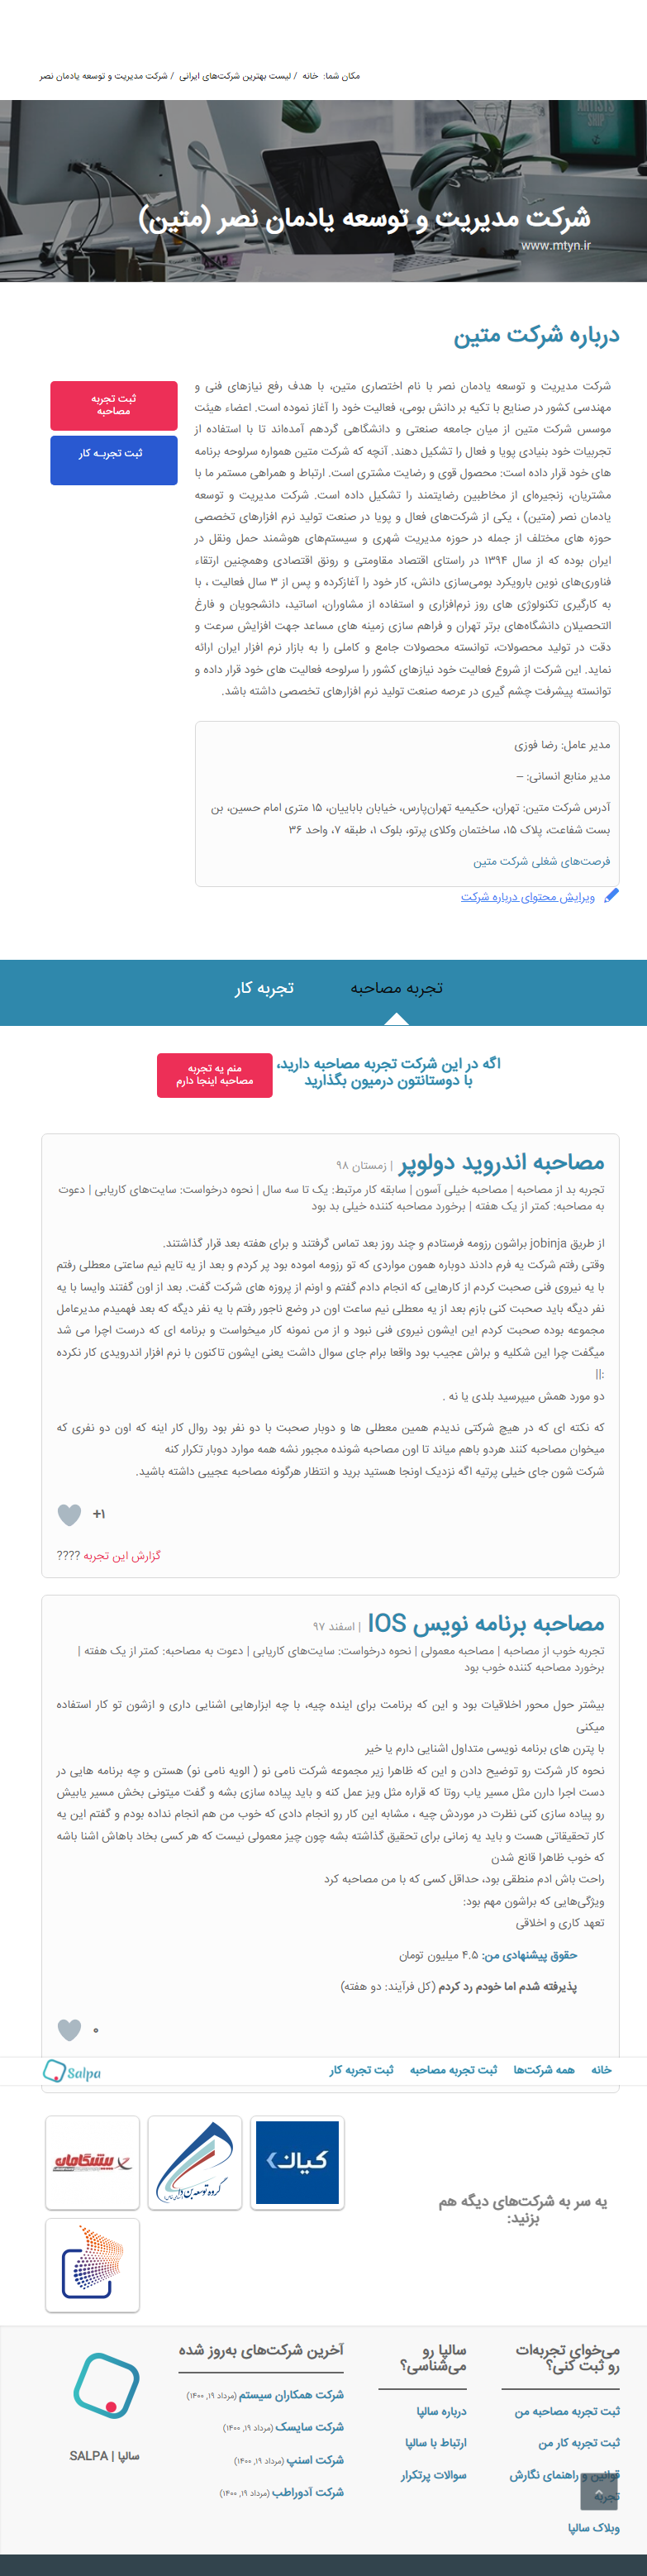 مکان شما: خانه / لیست بهترین شرکت‌های ایرانی / شرکت مدیریت و توسعه یادمان نصر
شرکت مدیریت و توسعه یادمان نصر (متین)
www.mtyn.ir
درباره شرکت متین
ثبت تجربه
مصاحبه
ثبت تجربـه کار
شرکت مدیریت و توسعه یادمان نصر با نام اختصاری متین، با هدف رفع نیازهای فنی و
مهندسی کشور در صنایع با تکیه بر دانش بومی، فعالیت خود را آغاز نموده است. اعضاء هیئت
موسس شرکت متین از میان جامعه صنعتی و دانشگاهی گردهم آمده‌اند تا با استفاده از
تجربیات خود بنیادی پویا و فعال را تشکیل دهند. آنچه که شرکت متین همواره سرلوحه برنامه
های خود قرار داده است: محصول قوی و رضایت مشتری است. ارتباط و همراهی مستمر ما با
مشتریان، زنجیره‌ای از مخاطبین رضایتمند را تشکیل داده است. شرکت مدیریت و توسعه
یادمان نصر (متین) ، یکی از شرکت‌های فعال و پویا در صنعت تولید نرم افزارهای تخصصی
حوزه های مختلف از جمله در حوزه مدیریت شهری و سیستم‌های هوشمند حمل ونقل در
ایران بوده که از سال ۱۳۹۴ در راستای اقتصاد مقاومتی و رونق اقتصادی وهمچنین ارتقاء
فناوری‌های نوین بارویکرد بومی‌سازی دانش، کار خود را آغازکرده و پس از ۳ سال فعالیت ، با
به کارگیری تکنولوژی های روز نرم‌افزاری و استفاده از مشاوران، اساتید، دانشجویان و فارغ
التحصیلان دانشگاه‌های برتر تهران و فراهم سازی زمینه های مساعد جهت افزایش سرعت و
دقت در تولید محصولات، توانسته محصولات جامع و کاملی را به بازار نرم افزار ایران ارائه
نماید. این شرکت از شروع فعالیت خود نیازهای کشور را سرلوحه فعالیت های خود قرار داده و
توانسته پیشرفت چشم گیری در عرصه صنعت تولید نرم افزارهای تخصصی داشته باشد.
مدیر عامل: رضا فوزی
مدیر منابع انسانی: –
آدرس شرکت متین: تهران، حکیمیه تهران‌پارس، خیابان باباییان، ۱۵ متری امام حسین، بن
بست شفاعت، پلاک ۱۵، ساختمان وکلای پرتو، بلوک ۱، طبقه ۷، واحد ۳۶
فرصت‌های شغلی شرکت متین
ویرایش محتوای درباره شرکت
تجربه مصاحبه
تجربه کار
اگه در این شرکت تجربه مصاحبه دارید،
با دوستانتون درمیون بگذارید
منم یه تجربه
مصاحبه اینجا دارم
مصاحبه اندروید دولوپر | زمستان ۹۸
تجربه بد از مصاحبه | مصاحبه خیلی آسون | سابقه کار مرتبط: یک تا سه سال | نحوه درخواست: سایت‌های کاریابی | دعوت
به مصاحبه: کمتر از یک هفته | برخورد مصاحبه کننده خیلی بد بود
از طریق jobinja براشون رزومه فرستادم و چند روز بعد تماس گرفتند و برای هفته بعد قرار گذاشتند.
وقتی رفتم شرکت یه فرم دادند دوباره همون مواردی که تو رزومه اموده بود پر کردم و بعد از یه تایم نیم ساعتی معطلی رفتم
با یه نیروی فنی صحبت کردم از کارهایی که انجام دادم گفتم و اونم از پروزه های شرکت گفت. بعد از اون گفتند وایسا با یه
نفر دیگه باید صحبت کنی بازم بعد از یه معطلی نیم ساعت اون در وضع ناجور رفتم با یه نفر دیگه که بعد فهمیدم مدیرعامل
مجموعه بوده صحبت کردم این ایشون نیروی فنی نبود و از من نمونه کار میخواست و برنامه ای که درست اچرا می شد
میگفت چرا این شکلیه و براش عجیب بود واقعا برام جای سوال داشت یعنی ایشون تاکنون با نرم افزار اندرویدی کار نکرده
:||
دو مورد همش میپرسید بلدی یا نه .
که نکته ای که در هیچ شرکتی ندیدم همین معطلی ها و دوبار صحبت با دو نفر بود روال کار اینه که اون دو نفری که
میخوان مصاحبه کنند هردو باهم میاند تا اون مصاحبه شونده مجبور نشه همه موارد دوبار تکرار کنه
شرکت شون جای خیلی پرتیه اگه نزدیک اونجا هستید برید و انتظار هرگونه مصاحبه عجیبی داشته باشید.
+۱
گزارش این تجربه ????
مصاحبه برنامه نویس IOS | اسفند ۹۷
تجربه خوب از مصاحبه | مصاحبه معمولی | نحوه درخواست: سایت‌های کاریابی | دعوت به مصاحبه: کمتر از یک هفته |
برخورد مصاحبه کننده خوب بود
بیشتر حول محور اخلاقیات بود و این که برنامت برای اینده چیه، با چه ابزارهایی اشنایی داری و ازشون تو کار استفاده
میکنی
با پترن های برنامه نویسی متداول اشنایی دارم یا خیر
نحوه کار شرکت رو توضیح دادن و این که ظاهرا زیر مجموعه شرکت نامی نو ( الویه نامی نو) هستن و چه برنامه هایی در
دست اجرا دارن مثل مسیر یاب روتا که قراره مثل ویز عمل کنه و باید پیاده سازی بشه و گفت میتونی بخش مسیر یابیش
رو پیاده سازی کنی نظرت در موردش چیه ، مشابه این کار رو انجام دادی که خوب من هم انجام نداده بودم و گفتم این یه
کار تحقیقاتی هست و باید یه زمانی برای تحقیق گذاشته بشه چون چیز معمولی نیست که هر کسی بخاد باهاش اشنا باشه
که خوب ظاهرا قانع شدن
راحت باش ادم منطقی بود، حداقل کسی که با من مصاحبه کرد
ویژگی‌هایی که براشون مهم بود:
تعهد کاری و اخلاقی
حقوق پیشنهادی من: ۴.۵ میلیون تومان
پذیرفته شدم اما خودم رد کردم (کل فرآیند: دو هفته)
۰
خانه همه شرکت‌ها ثبت تجربه مصاحبه ثبت تجربه کار
Salpa
یه سر به شرکت‌های دیگه هم
بزنید:
کیاک
پیشگامان
می‌خوای تجربه‌ات
رو ثبت کنی؟
ثبت تجربه مصاحبه من
ثبت تجربه کار من
قوانین و راهنمای نگارش
تجربه
وبلاگ سالپا
سالپا رو
می‌شناسی؟
درباره سالپا
ارتباط با سالپا
سوالات پرتکرار
آخرین شرکت‌های به‌روز شده
شرکت همکاران سیستم (مرداد ۱۹, ۱۴۰۰)
شرکت سایسک (مرداد ۱۹, ۱۴۰۰)
شرکت اسنپ (مرداد ۱۹, ۱۴۰۰)
شرکت آدوراطب (مرداد ۱۹, ۱۴۰۰)
سالپا | SALPA